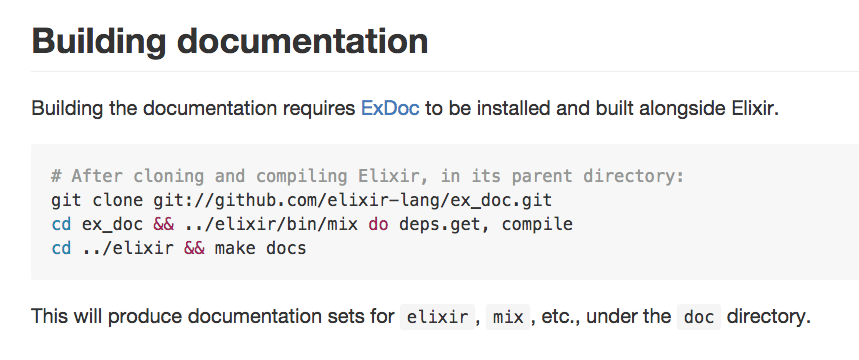 Building documentation
Building the documentation requires ExDoc to be installed and built alongside Elixir.
# After cloning and compiling Elixir, in its parent directory:
git clone git://github.com/elixir-lang/ex_doc.git
cd ex_doc && ../elixir/bin/mix do deps.get, compile
cd ../elixir && make docs
This will produce documentation sets for elixir, mix, etc., under the doc directory.